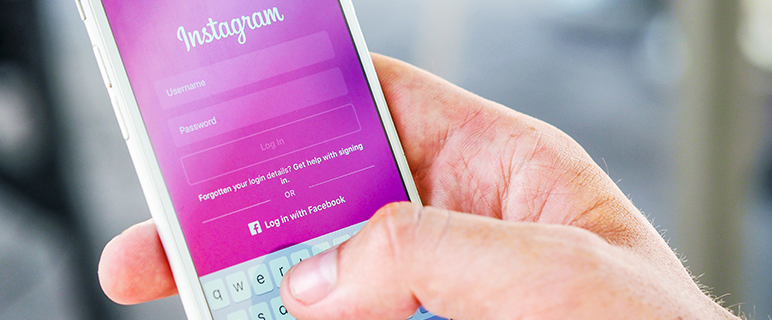 Instagram
Username
Password
Log In
Forgotten your login details? Get help with signing
in.
OR
f Log in with Facebook
q w e r
s